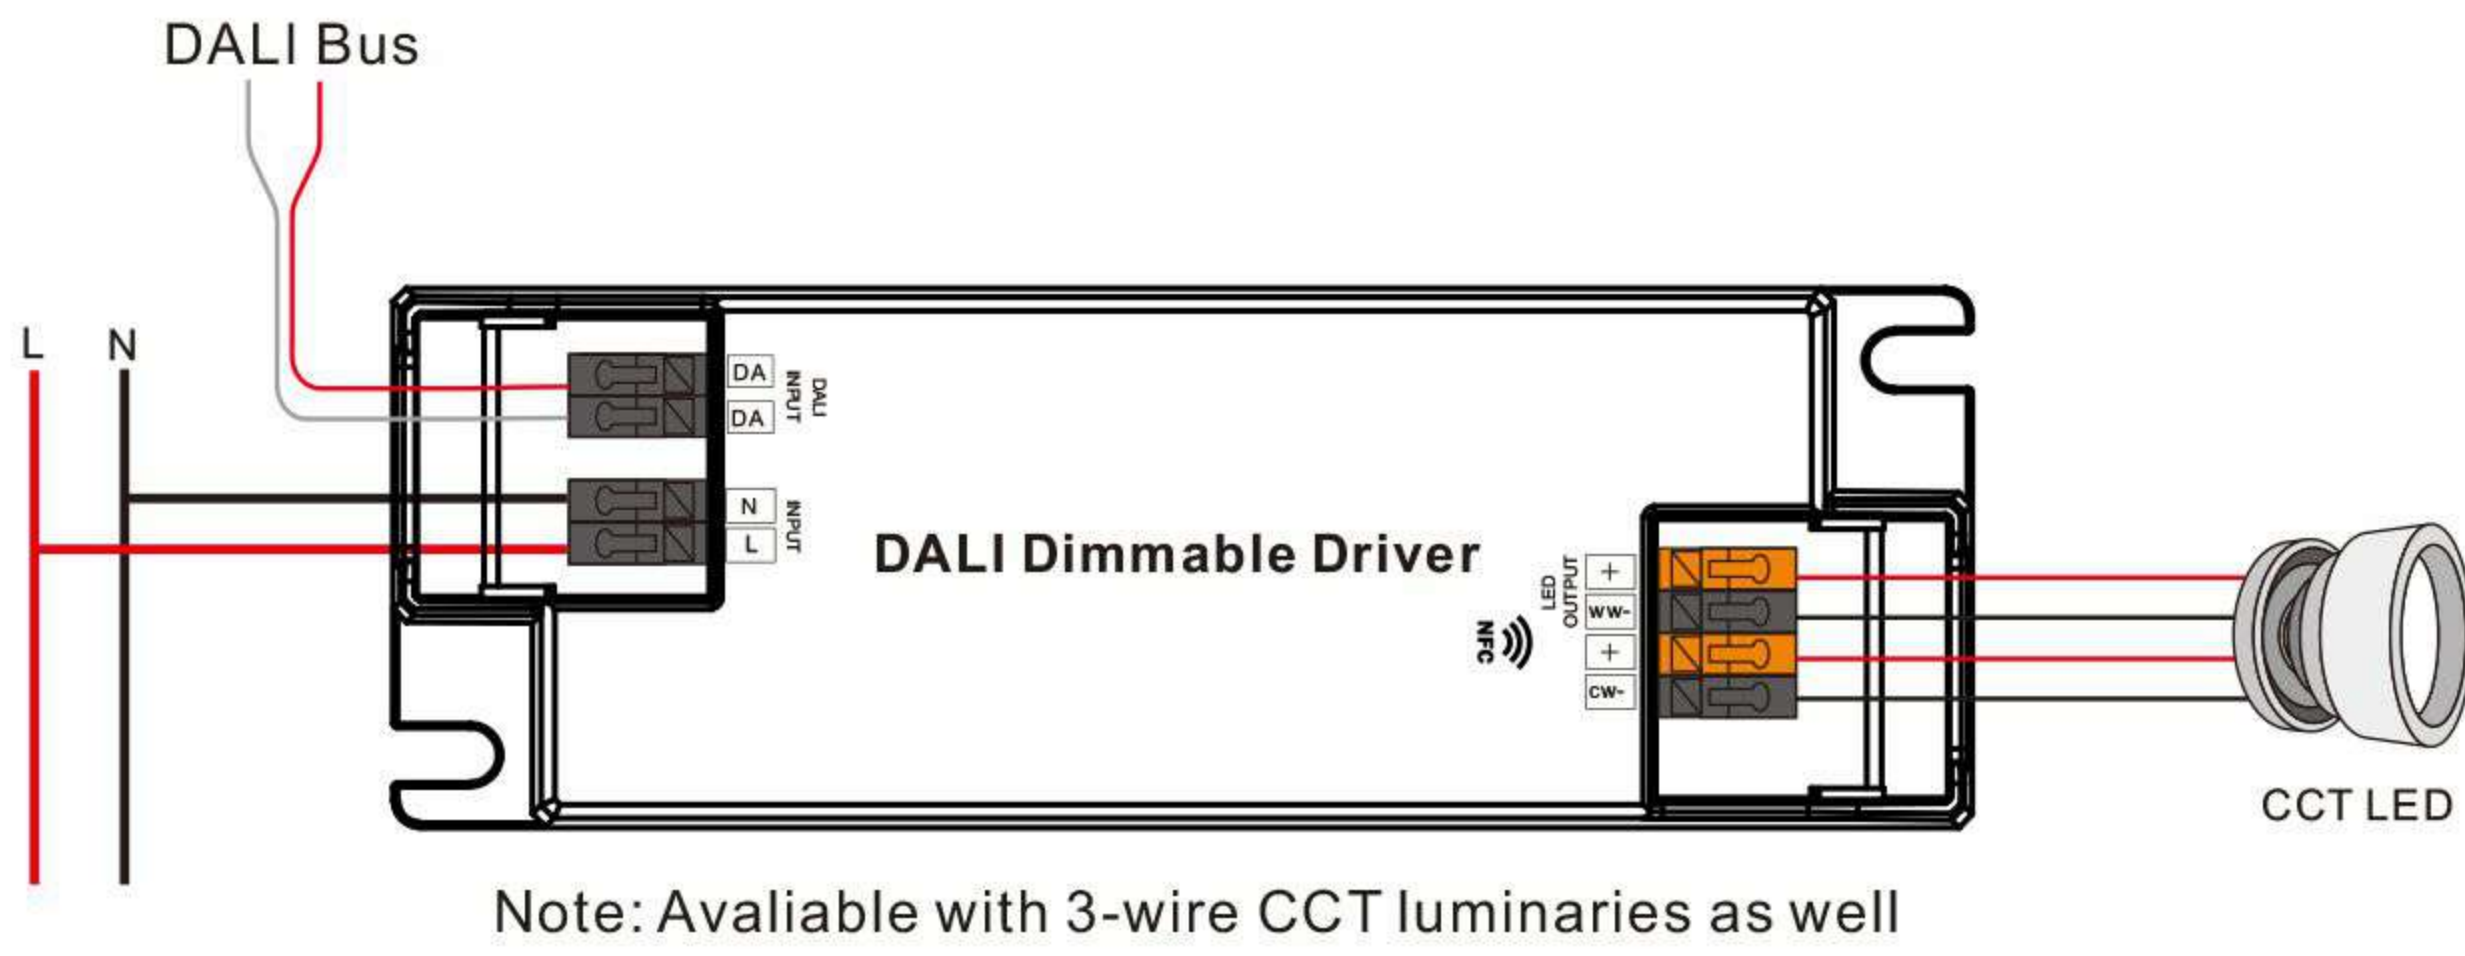 DALI Bus
L
N
DA
DA
DALI
INPUT
N
L
INPUT
DALI Dimmable Driver
NFC
LED
OUTPUT
+
WW-
+
CW-
CCT LED
Note: Avaliable with 3-wire CCT luminaries as well